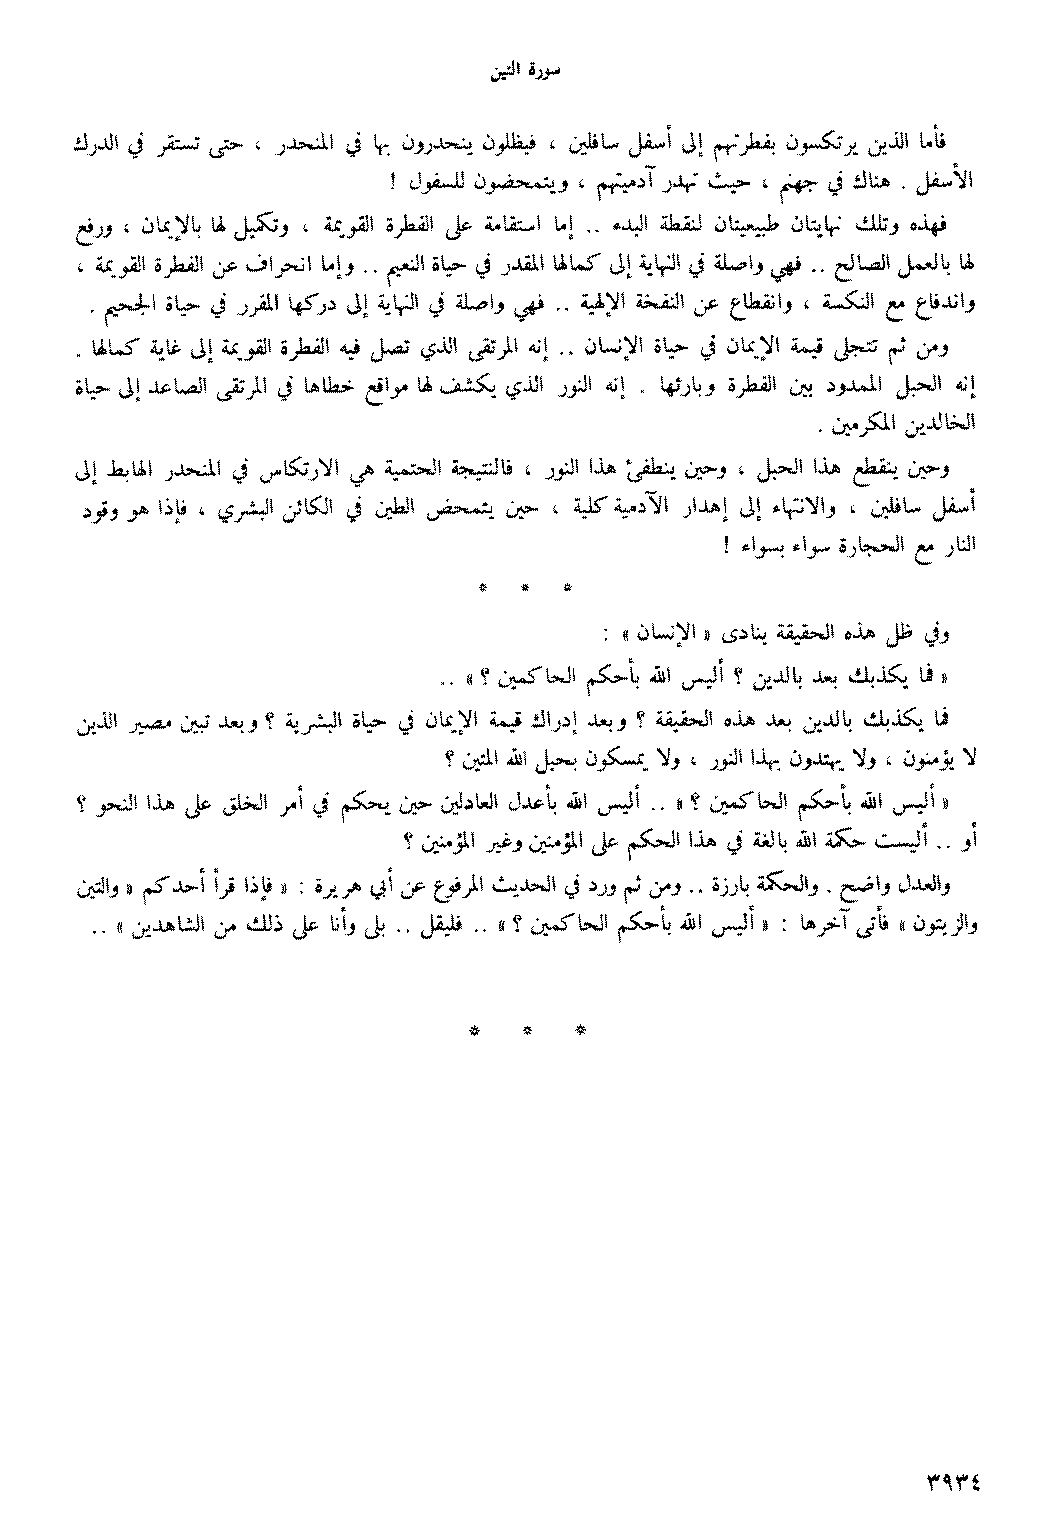 سورة التين
فأما الذين يرتكسون بفطرتهم إلى أسفل سافلين ، فيظلون ينحدرون بها في المنحدر ، حتى تستقر في الدرك
الأسفل . هناك في جهنم ، حيث تهدر آدميتهم ، ويتمحضون للسفول !
فهذه وتلك نهايتان طبيعيتان لنقطة البدء .. إما استقامة على الفطرة القويمة ، وتكميل لها بالإيمان ، ورفع
لها بالعمل الصالح .. فهي واصلة في النهاية إلى كمالها المقدر في حياة النعيم .. وإما انحراف عن الفطرة القويمة ،
واندفاع مع النكسة ، وانقطاع عن النفخة الإلهية .. فهي واصلة في النهاية إلى دركها المقرر في حياة الجحيم .
ومن ثم تتجلى قيمة الإيمان في حياة الإنسان .. إنه المرتقى الذي تصل فيه الفطرة القويمة إلى غاية كمالها .
إنه الحبل الممدود بين الفطرة وبارئها . إنه النور الذي يكشف لها مواقع خطاها في المرتقى الصاعد إلى حياة
الخالدين المكرمين .
وحين ينقطع هذا الحبل ، وحين ينطفئ هذا النور ، فالنتيجة الحتمية هي الارتكاس في المنحدر الهابط إلى
أسفل سافلين ، والانتهاء إلى إهدار الآدمية كلية ، حين يتمحض الطين في الكائن البشري ، فإذا هو وقود
النار مع الحجارة سواء بسواء !
* * *
وفي ظل هذه الحقيقة ينادى « الإنسان » :
« فما يكذبك بعد بالدين ؟ أليس الله بأحكم الحاكمين ؟ » ..
فما يكذبك بالدين بعد هذه الحقيقة ؟ وبعد إدراك قيمة الإيمان في حياة البشرية ؟ وبعد تبين مصير الذين
لا يؤمنون ، ولا يهتدون بهذا النور ، ولا يمسكون بحبل الله المتين ؟
« أليس الله بأحكم الحاكمين ؟ » .. أليس الله بأعدل العادلين حين يحكم في أمر الخلق على هذا النحو ؟
أو .. أليست حكمة الله بالغة في هذا الحكم على المؤمنين وغير المؤمنين ؟
والعدل واضح . والحكمة بارزة .. ومن ثم ورد في الحديث المرفوع عن أبي هريرة : « فإذا قرأ أحدكم « والتين
والزيتون » فأتى آخرها : « أليس الله بأحكم الحاكمين ؟ » .. فليقل .. بلى وأنا على ذلك من الشاهدين » ..
* * *
٣٩٣٤